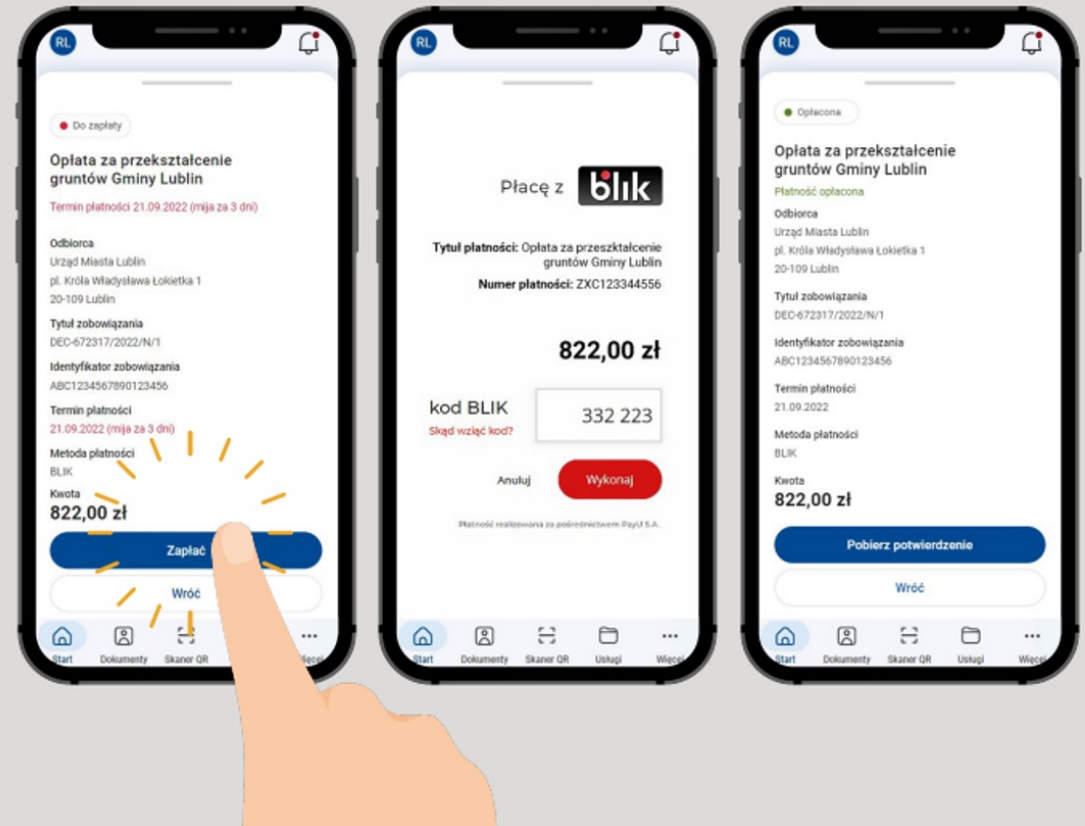 RL
Do zapłaty
Opłata za przekształcenie
gruntów Gminy Lublin
Termin płatności 21.09.2022 (mija za 3 dni)
Odbiorca
Urząd Miasta Lublin
pl. Króla Władysława Łokietka 1
20-109 Lublin
Tytuł zobowiązania
DEC-672317/2022/N/1
Identyfikator zobowiązania
ABC1234567890123456
Termin płatności
21.09.2022 (mija za 3 dni)
Metoda płatności
BLIK
Kwota
822,00 zł
Zapłać
Wróć
Start Dokumenty Skaner QR
RL
Płacę z blik
Tytuł płatności: Opłata za przeszktałcenie
gruntów Gminy Lublin
Numer płatności: ZXC123344556
822,00 zł
kod BLIK 332 223
Skąd wziąć kod?
Anuluj Wykonaj
Płatność realizowana za pośrednictwem PayU S.A.
Start Dokumenty Skaner QR Usługi Więcej
RL
Opłacona
Opłata za przekształcenie
gruntów Gminy Lublin
Płatność opłacona
Odbiorca
Urząd Miasta Lublin
pl. Króla Władysława Łokietka 1
20-109 Lublin
Tytuł zobowiązania
DEC-672317/2022/N/1
Identyfikator zobowiązania
ABC1234567890123456
Termin płatności
21.09.2022
Metoda płatności
BLIK
Kwota
822,00 zł
Pobierz potwierdzenie
Wróć
Start Dokumenty Skaner QR Usługi Więcej